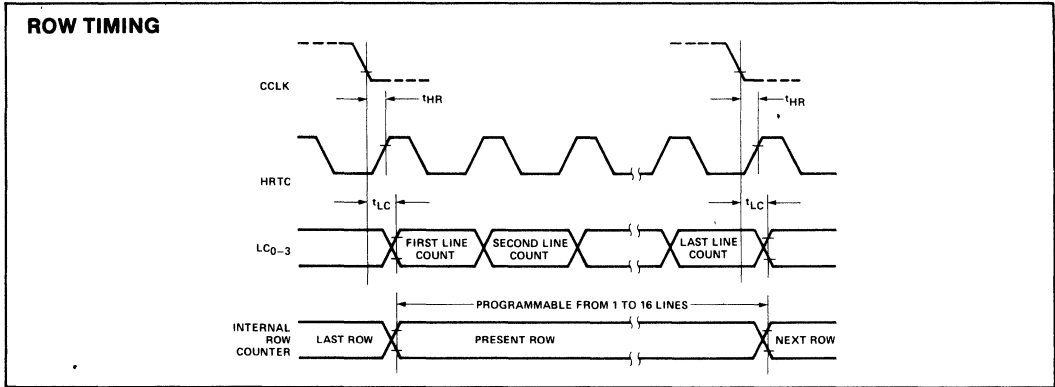 ROW TIMING
CCLK
tHR
tHR
HRTC
tLC
tLC
LC0–3
FIRST LINE
COUNT
SECOND LINE
COUNT
LAST LINE
COUNT
PROGRAMMABLE FROM 1 TO 16 LINES
INTERNAL
ROW
COUNTER
LAST ROW
PRESENT ROW
NEXT ROW